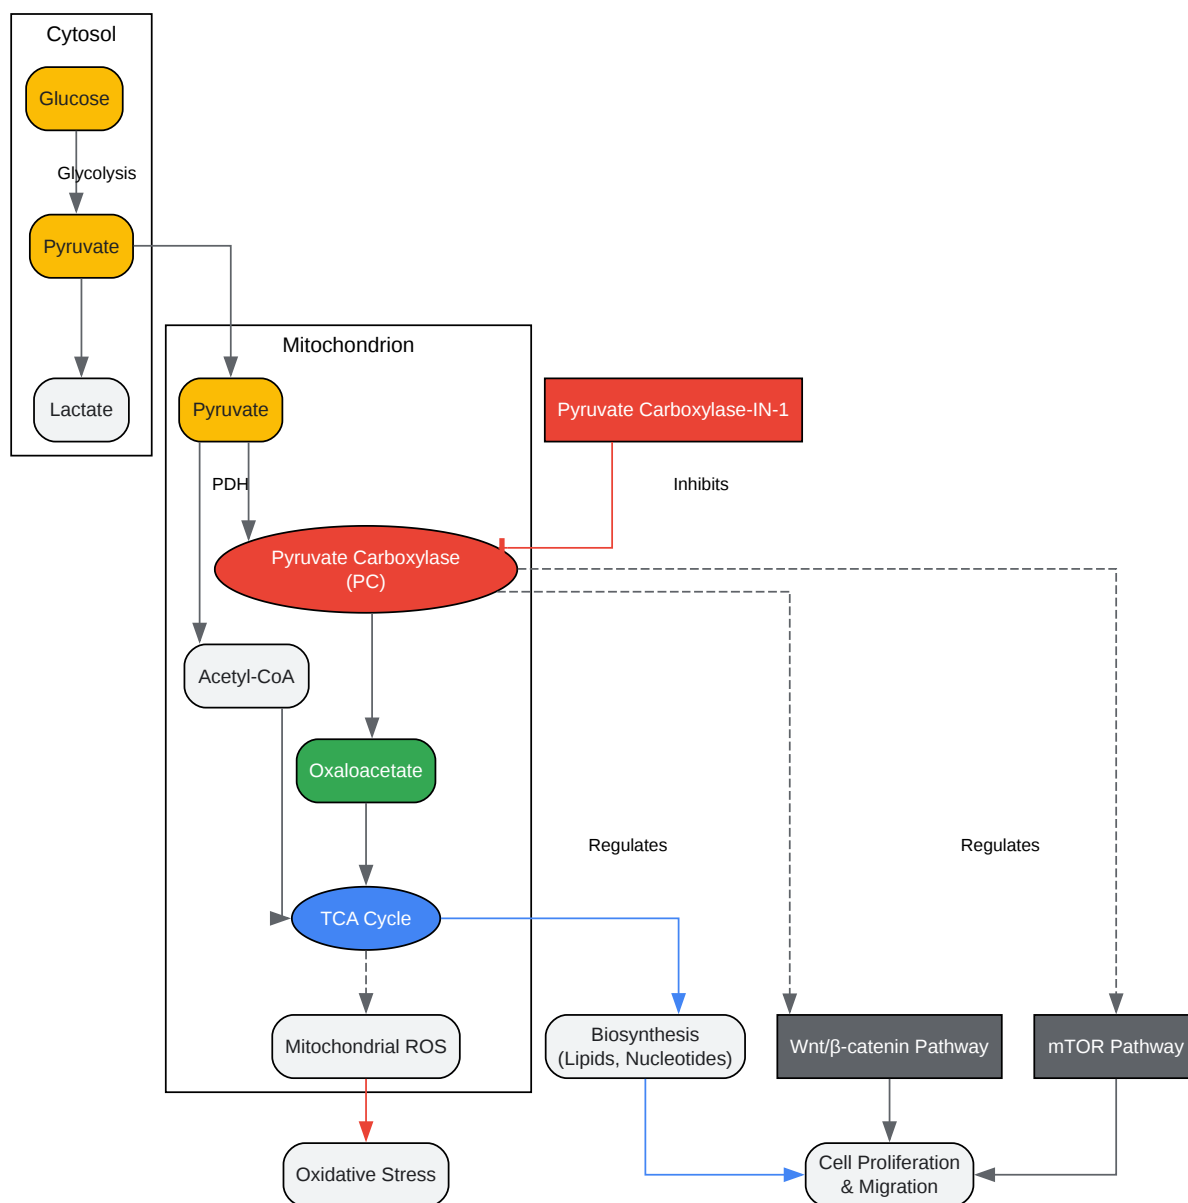 Cytosol
Glucose
Glycolysis
Pyruvate
Lactate
Mitochondrion
Pyruvate
Pyruvate Carboxylase-IN-1
PDH
Inhibits
Pyruvate Carboxylase
(PC)
Acetyl-CoA
Oxaloacetate
Regulates
Regulates
TCA Cycle
Mitochondrial ROS
Biosynthesis
(Lipids, Nucleotides)
Wnt/β-catenin Pathway
mTOR Pathway
Oxidative Stress
Cell Proliferation
& Migration